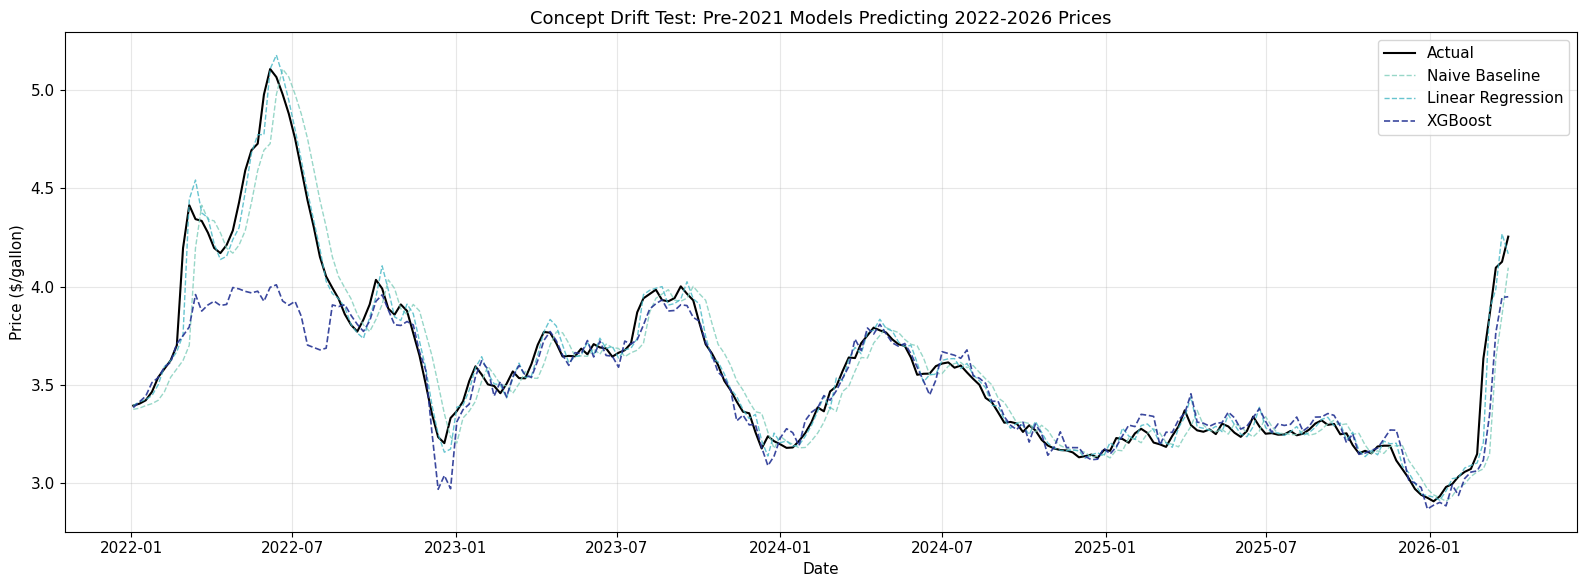 Concept Drift Test: Pre-2021 Models Predicting 2022-2026 Prices
Actual
Naive Baseline
Linear Regression
XGBoost
Price ($/gallon)
5.0
4.5
4.0
3.5
3.0
2022-01
2022-07
2023-01
2023-07
2024-01
2024-07
2025-01
2025-07
2026-01
Date